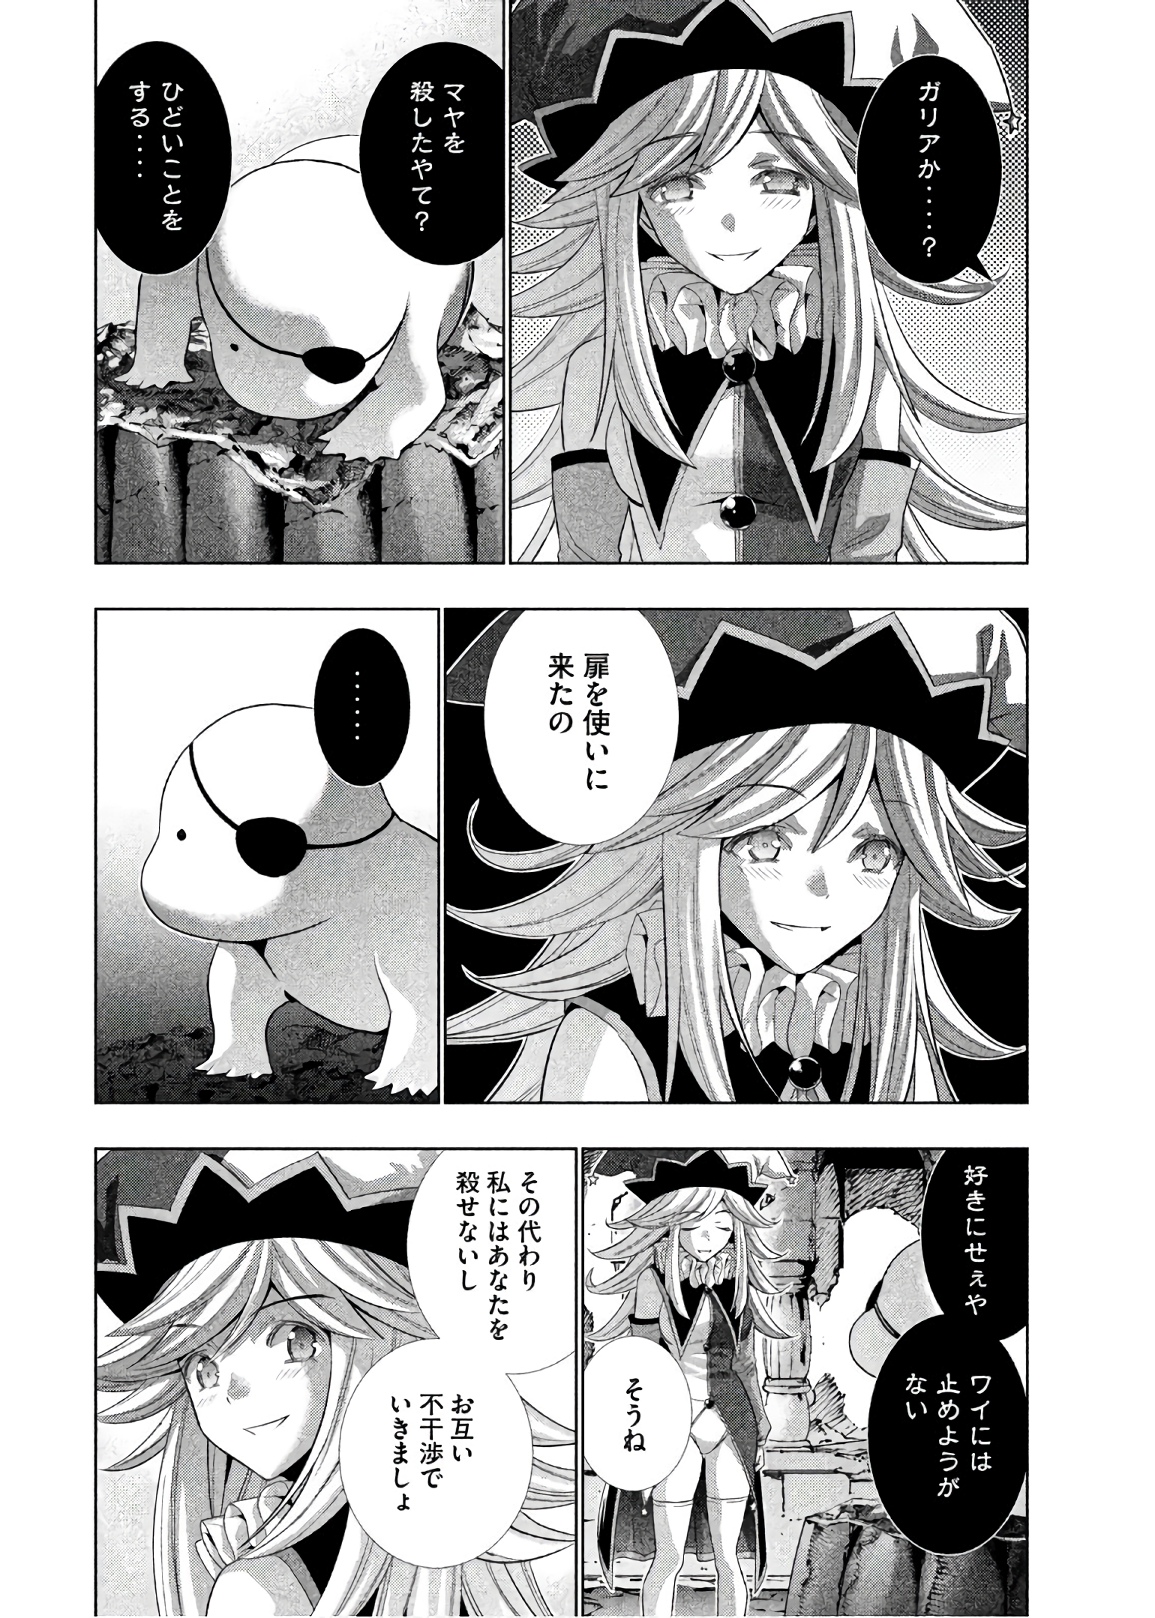 ガリアか‥‥?
マヤを
殺したやて?
ひどいことを
する‥‥
扉を使いに
来たの
‥‥‥
好きにせぇや
ワイには
止めようが
ない
そうね
その代わり
私にはあなたを
殺せないし
お互い
不干渉で
いきましょ